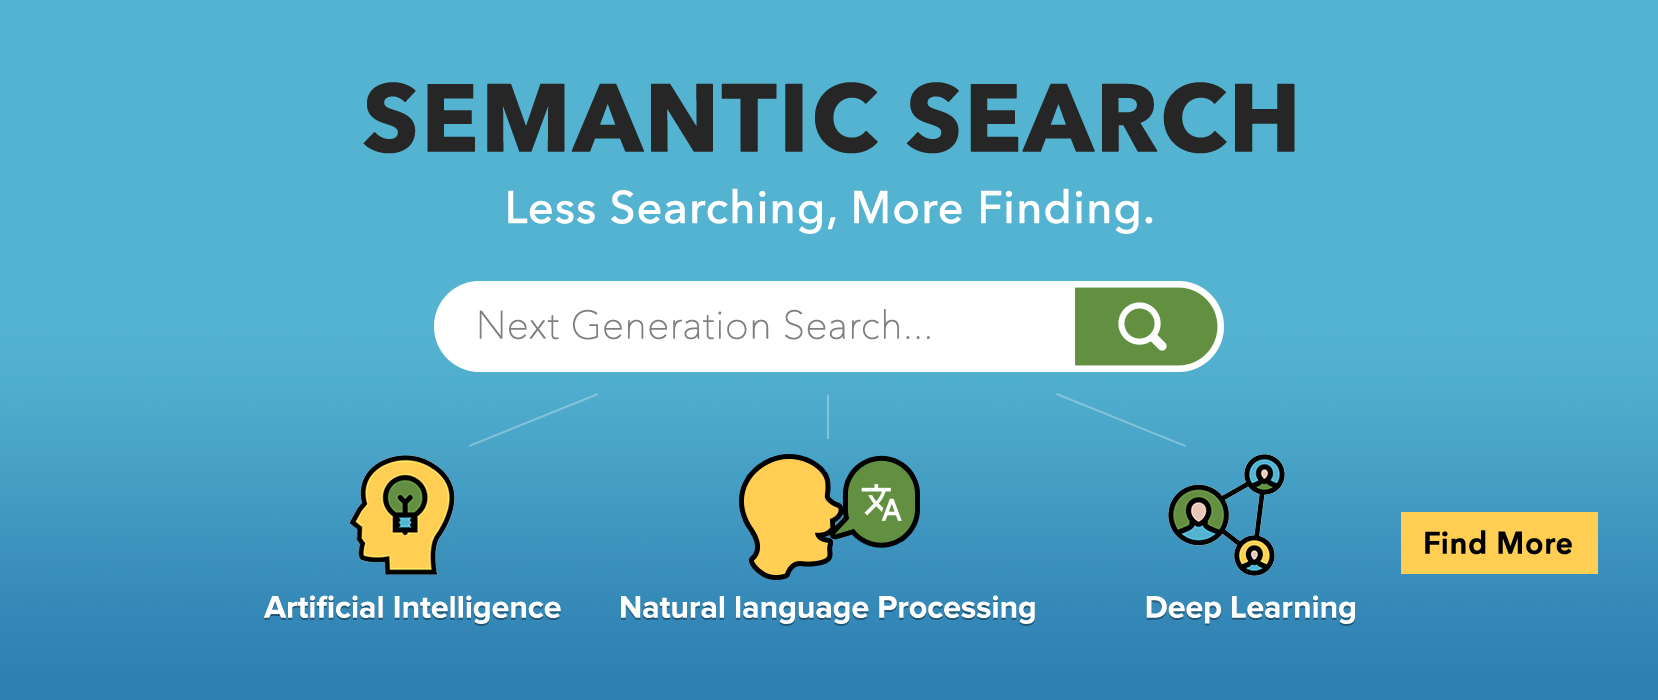 SEMANTIC SEARCH
Less Searching, More Finding.
Next Generation Search...
文A
Artificial Intelligence
Natural language Processing
Deep Learning
Find More